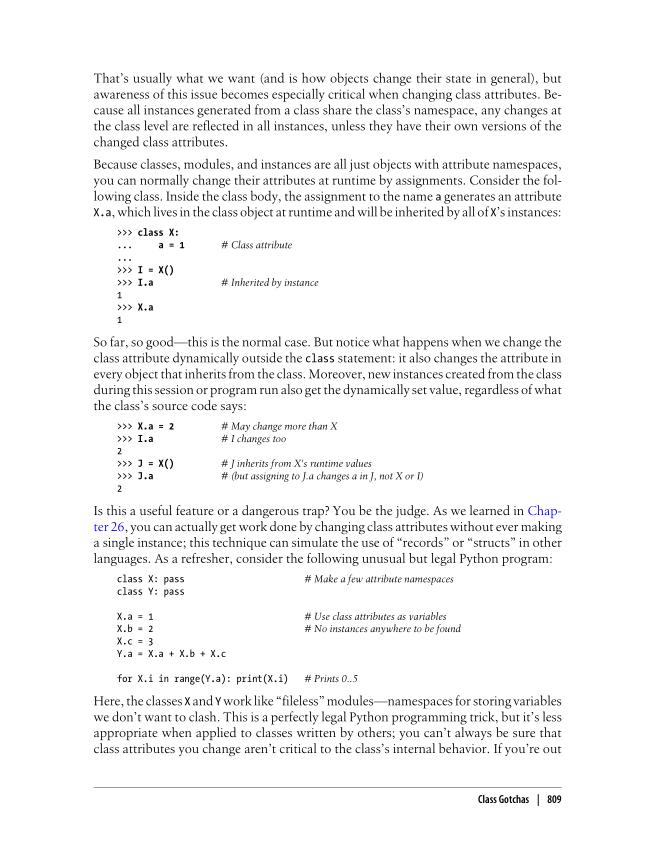 That’s usually what we want (and is how objects change their state in general), but
awareness of this issue becomes especially critical when changing class attributes. Be-
cause all instances generated from a class share the class’s namespace, any changes at
the class level are reflected in all instances, unless they have their own versions of the
changed class attributes.
Because classes, modules, and instances are all just objects with attribute namespaces,
you can normally change their attributes at runtime by assignments. Consider the fol-
lowing class. Inside the class body, the assignment to the name a generates an attribute
X.a, which lives in the class object at runtime and will be inherited by all of X’s instances:
>>> class X:
...     a = 1     # Class attribute
...
>>> I = X()
>>> I.a     # Inherited by instance
1
>>> X.a
1
So far, so good—this is the normal case. But notice what happens when we change the
class attribute dynamically outside the class statement: it also changes the attribute in
every object that inherits from the class. Moreover, new instances created from the class
during this session or program run also get the dynamically set value, regardless of what
the class’s source code says:
>>> X.a = 2     # May change more than X
>>> I.a     # I changes too
2
>>> J = X()     # J inherits from X's runtime values
>>> J.a     # (but assigning to J.a changes a in J, not X or I)
2
Is this a useful feature or a dangerous trap? You be the judge. As we learned in Chap-
ter 26, you can actually get work done by changing class attributes without ever making
a single instance; this technique can simulate the use of “records” or “structs” in other
languages. As a refresher, consider the following unusual but legal Python program:
class X: pass     # Make a few attribute namespaces
class Y: pass
X.a = 1     # Use class attributes as variables
X.b = 2     # No instances anywhere to be found
X.c = 3
Y.a = X.a + X.b + X.c
for X.i in range(Y.a): print(X.i)     # Prints 0..5
Here, the classes X and Y work like “fileless” modules—namespaces for storing variables
we don’t want to clash. This is a perfectly legal Python programming trick, but it’s less
appropriate when applied to classes written by others; you can’t always be sure that
class attributes you change aren’t critical to the class’s internal behavior. If you’re out
Class Gotchas | 809